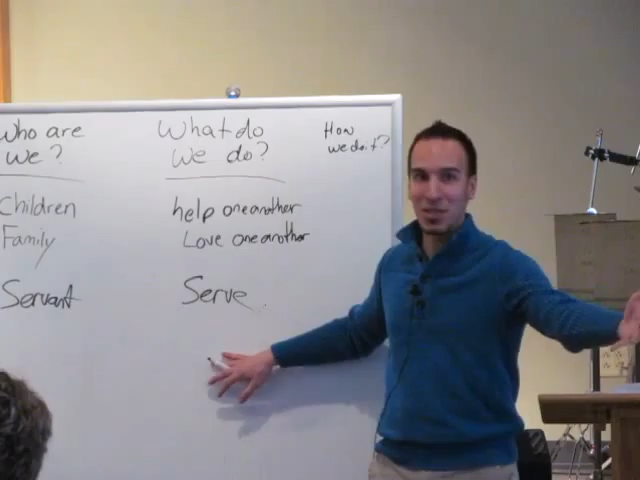 Who are
we?
Children
Family
Servant
What do
we do?
help one another
Love one another
Serve
How
we do it?